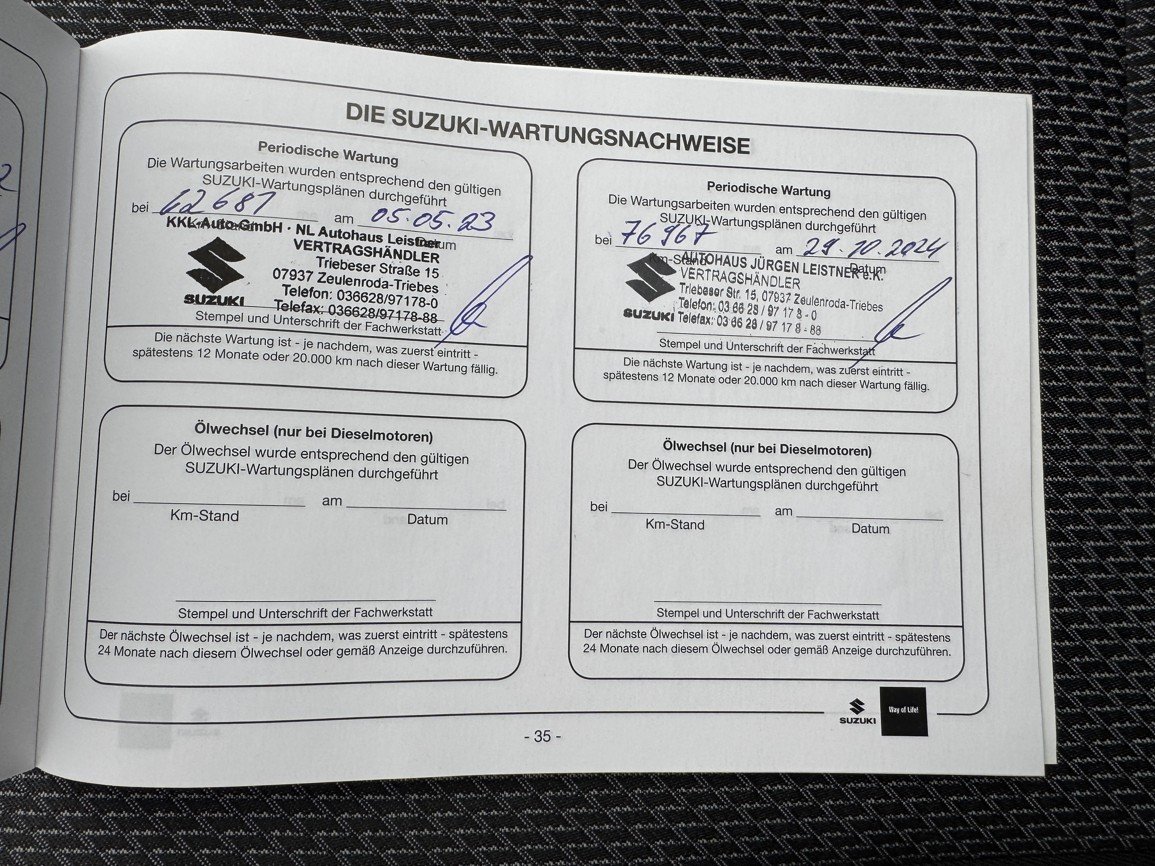 DIE SUZUKI-WARTUNGSNACHWEISE
Periodische Wartung
Die Wartungsarbeiten wurden entsprechend den gültigen
SUZUKI-Wartungsplänen durchgeführt
bei 62681 am 05.05.23
Datum
KKL Auto GmbH · NL Autohaus Leistner
VERTRAGSHÄNDLER
Triebeser Straße 15
07937 Zeulenroda-Triebes
Telefon: 036628/97178-0
SUZUKI Telefax: 036628/97178-88
Stempel und Unterschrift der Fachwerkstatt
Die nächste Wartung ist - je nachdem, was zuerst eintritt -
spätestens 12 Monate oder 20.000 km nach dieser Wartung fällig.
Periodische Wartung
Die Wartungsarbeiten wurden entsprechend den gültigen
SUZUKI-Wartungsplänen durchgeführt
bei 76967 am 29.10.2024
Km-Stand Datum
AUTOHAUS JÜRGEN LEISTNER e.K.
VERTRAGSHÄNDLER
Triebeser Str. 15, 07937 Zeulenroda-Triebes
Telefon: 03 66 28 / 97 17 8 - 0
SUZUKI Telefax: 03 66 28 / 97 17 8 - 88
Stempel und Unterschrift der Fachwerkstatt
Die nächste Wartung ist - je nachdem, was zuerst eintritt -
spätestens 12 Monate oder 20.000 km nach dieser Wartung fällig.
Ölwechsel (nur bei Dieselmotoren)
Der Ölwechsel wurde entsprechend den gültigen
SUZUKI-Wartungsplänen durchgeführt
bei am
Km-Stand Datum
Stempel und Unterschrift der Fachwerkstatt
Der nächste Ölwechsel ist - je nachdem, was zuerst eintritt - spätestens
24 Monate nach diesem Ölwechsel oder gemäß Anzeige durchzuführen.
Ölwechsel (nur bei Dieselmotoren)
Der Ölwechsel wurde entsprechend den gültigen
SUZUKI-Wartungsplänen durchgeführt
bei am
Km-Stand Datum
Stempel und Unterschrift der Fachwerkstatt
Der nächste Ölwechsel ist - je nachdem, was zuerst eintritt - spätestens
24 Monate nach diesem Ölwechsel oder gemäß Anzeige durchzuführen.
SUZUKI
Way of Life!
- 35 -